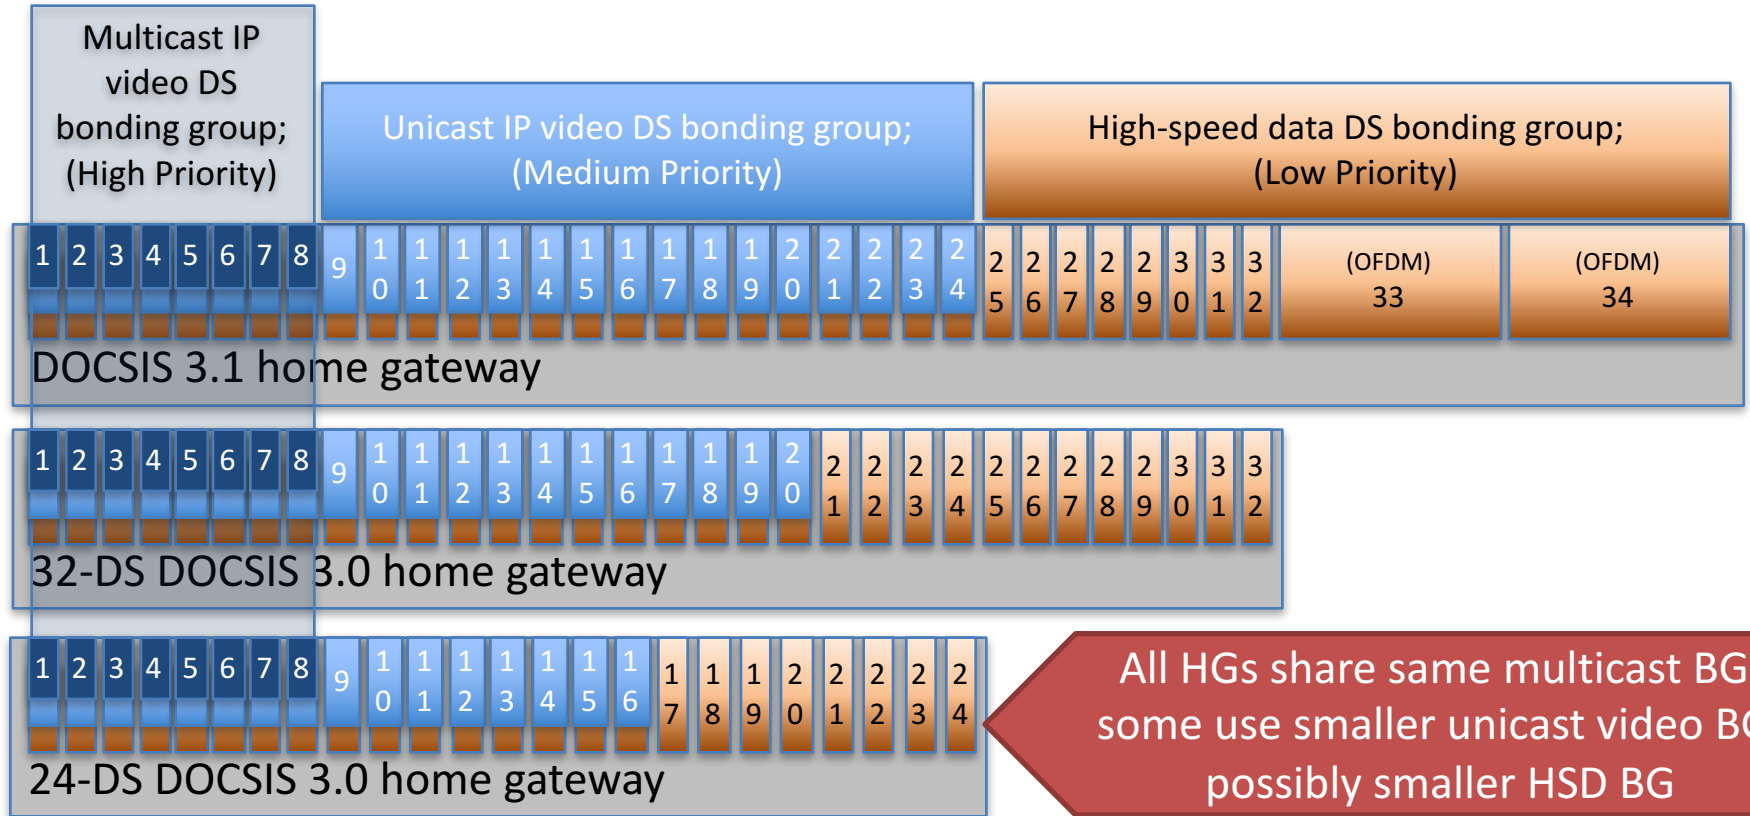 Multicast IP
video DS
bonding group;
(High Priority)
Unicast IP video DS bonding group;
(Medium Priority)
High-speed data DS bonding group;
(Low Priority)
1 2 3 4 5 6 7 8 9 10 11 12 13 14 15 16 17 18 19 20 21 22 23 24 25 26 27 28 29 30 31 32 (OFDM) 33 (OFDM) 34
DOCSIS 3.1 home gateway
1 2 3 4 5 6 7 8 9 10 11 12 13 14 15 16 17 18 19 20 21 22 23 24 25 26 27 28 29 30 31 32
32-DS DOCSIS 3.0 home gateway
1 2 3 4 5 6 7 8 9 10 11 12 13 14 15 16 17 18 19 20 21 22 23 24
24-DS DOCSIS 3.0 home gateway
All HGs share same multicast BG
some use smaller unicast video
possibly smaller HSD BG